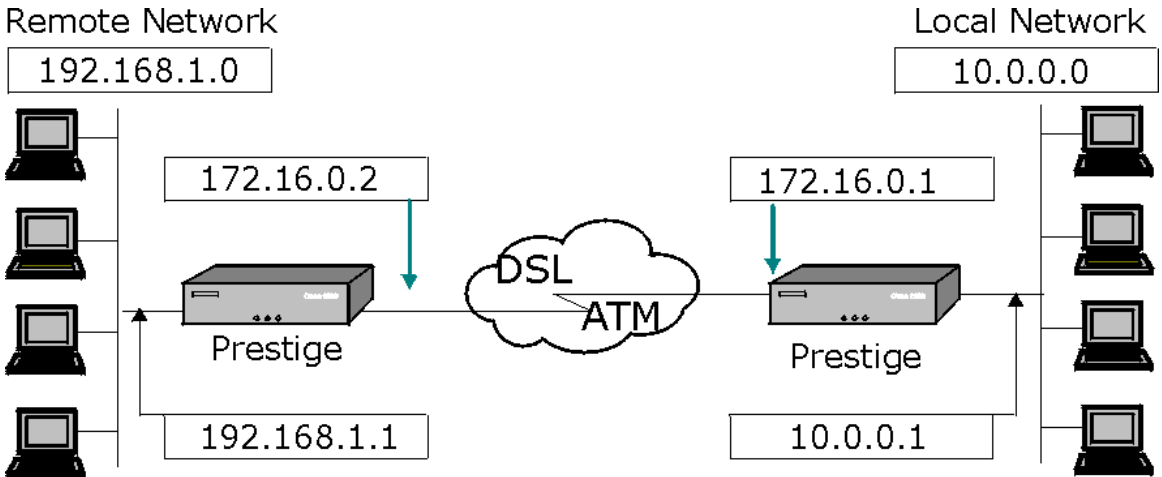 Remote Network
Local Network
192.168.1.0
10.0.0.0
172.16.0.2
172.16.0.1
DSL
ATM
Prestige
Prestige
192.168.1.1
10.0.0.1